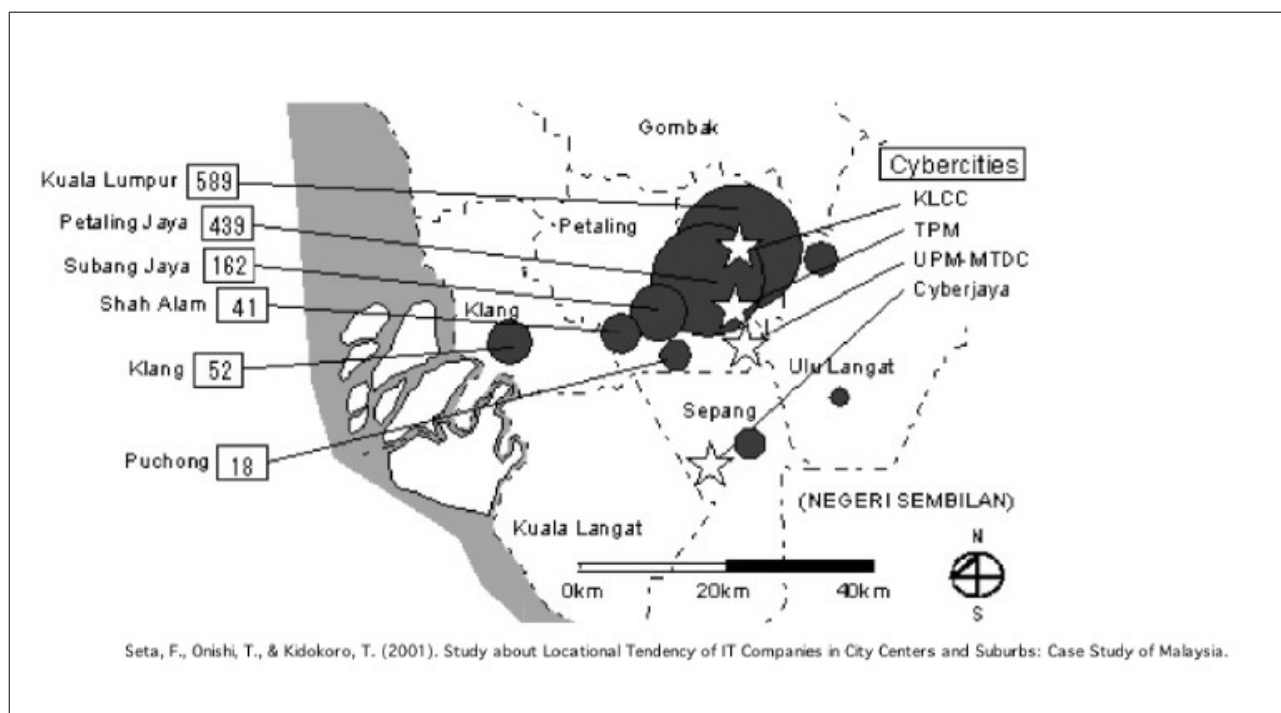 Gombak
Cybercities
Kuala Lumpur 589
KLCC
Petaling Jaya 439
Petaling
TPM
Subang Jaya 162
UPM-MTDC
Shah Alam 41
Klang
Cyberjaya
Klang 52
Ulu Langat
Sepang
Puchong 18
(NEGERI SEMBILAN)
Kuala Langat
N
0km 20km 40km
S
Seta, F., Onishi, T., & Kidokoro, T. (2001). Study about Locational Tendency of IT Companies in City Centers and Suburbs: Case Study of Malaysia.